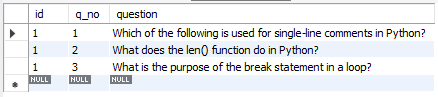 id q_no question
1 1 Which of the following is used for single-line comments in Python?
1 2 What does the len() function do in Python?
1 3 What is the purpose of the break statement in a loop?
NULL NULL NULL